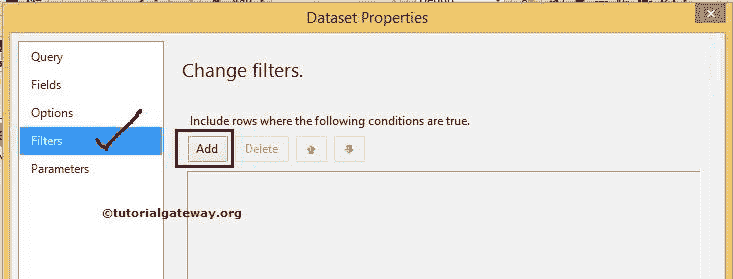 Dataset Properties
Query
Fields
Options
Filters
Parameters
Change filters.
Include rows where the following conditions are true.
Add Delete
©tutorialgateway.org